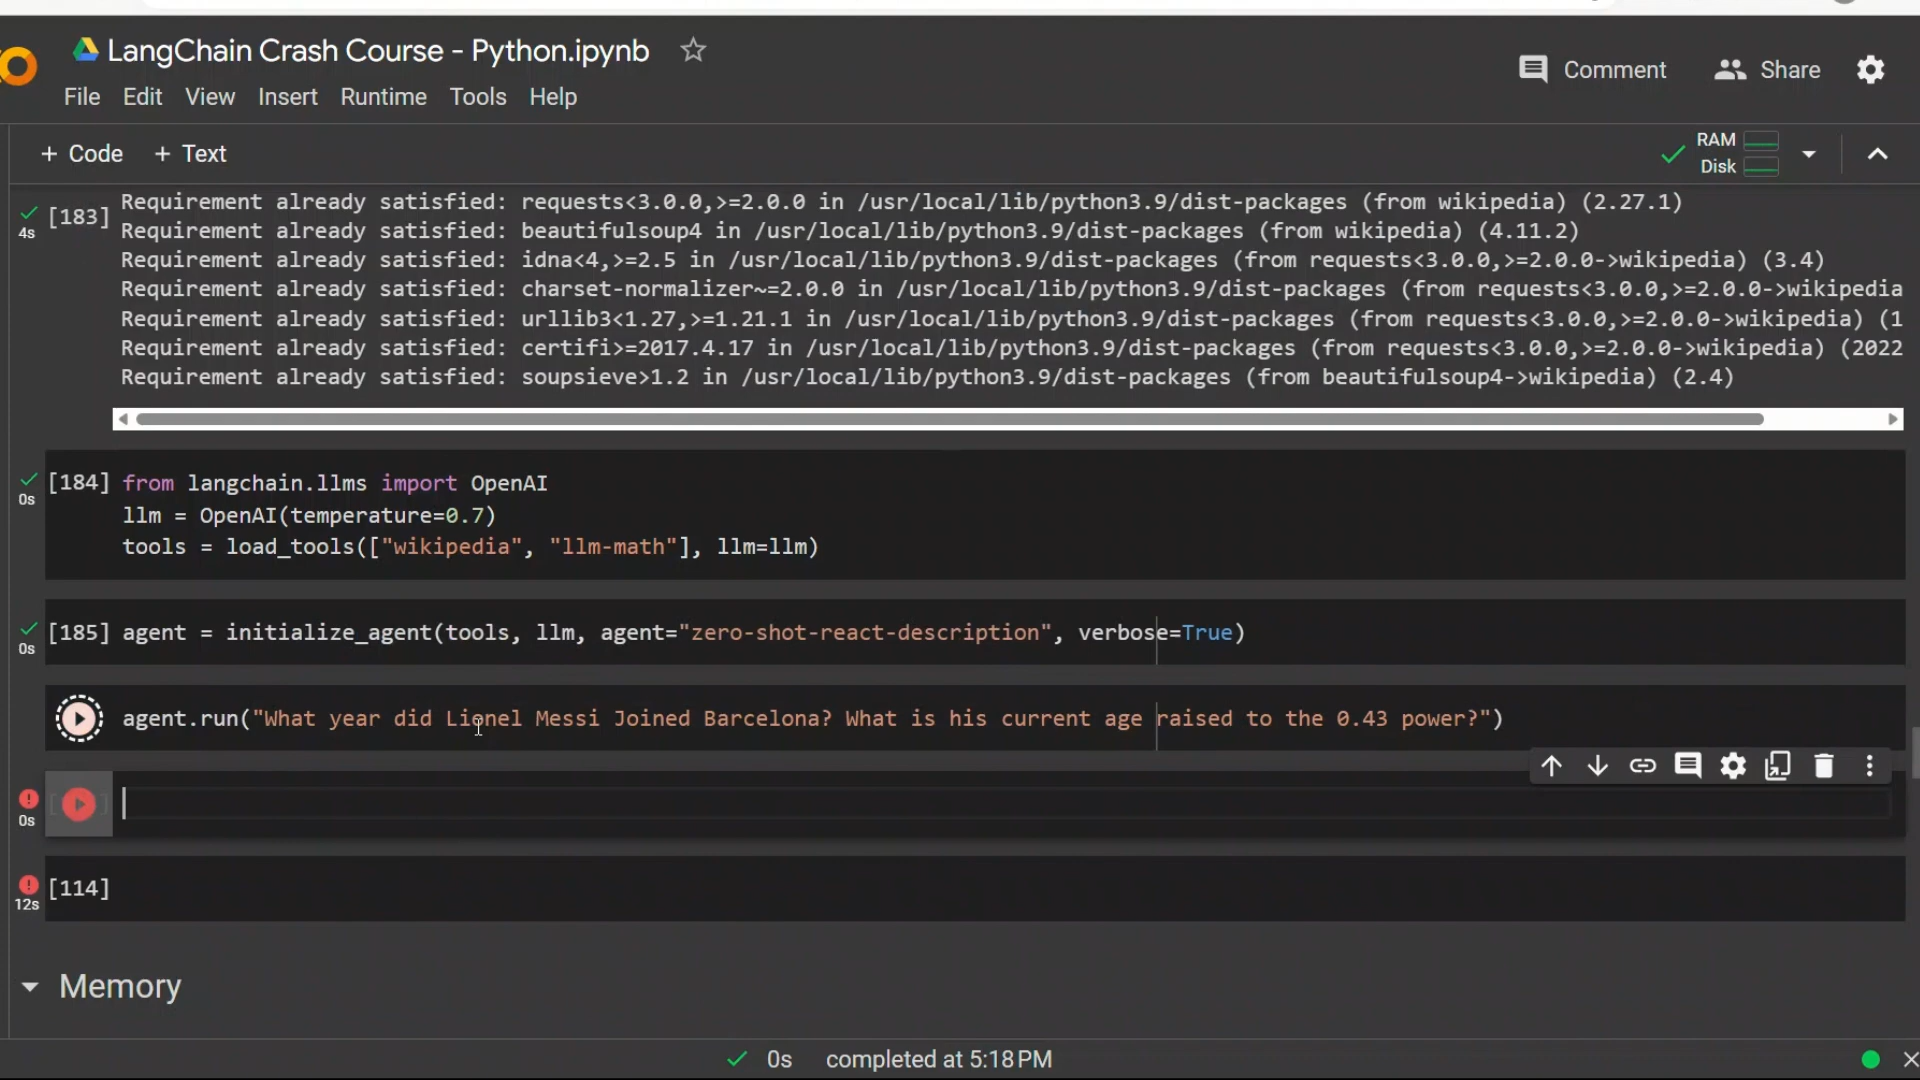 LangChain Crash Course - Python.ipynb
Comment
Share
File Edit View Insert Runtime Tools Help
+ Code + Text
RAM
Disk
Requirement already satisfied: requests<3.0.0,>=2.0.0 in /usr/local/lib/python3.9/dist-packages (from wikipedia) (2.27.1)
4s [183]
Requirement already satisfied: beautifulsoup4 in /usr/local/lib/python3.9/dist-packages (from wikipedia) (4.11.2)
Requirement already satisfied: idna<4,>=2.5 in /usr/local/lib/python3.9/dist-packages (from requests<3.0.0,>=2.0.0->wikipedia) (3.4)
Requirement already satisfied: charset-normalizer~=2.0.0 in /usr/local/lib/python3.9/dist-packages (from requests<3.0.0,>=2.0.0->wikipedia
Requirement already satisfied: urllib3<1.27,>=1.21.1 in /usr/local/lib/python3.9/dist-packages (from requests<3.0.0,>=2.0.0->wikipedia) (1
Requirement already satisfied: certifi>=2017.4.17 in /usr/local/lib/python3.9/dist-packages (from requests<3.0.0,>=2.0.0->wikipedia) (2022
Requirement already satisfied: soupsieve>1.2 in /usr/local/lib/python3.9/dist-packages (from beautifulsoup4->wikipedia) (2.4)
[184] from langchain.llms import OpenAI
0s
llm = OpenAI(temperature=0.7)
tools = load_tools(["wikipedia", "llm-math"], llm=llm)
[185] agent = initialize_agent(tools, llm, agent="zero-shot-react-description", verbose=True)
0s
agent.run("What year did Lionel Messi Joined Barcelona? What is his current age raised to the 0.43 power?")
0s
[114]
12s
Memory
0s completed at 5:18 PM